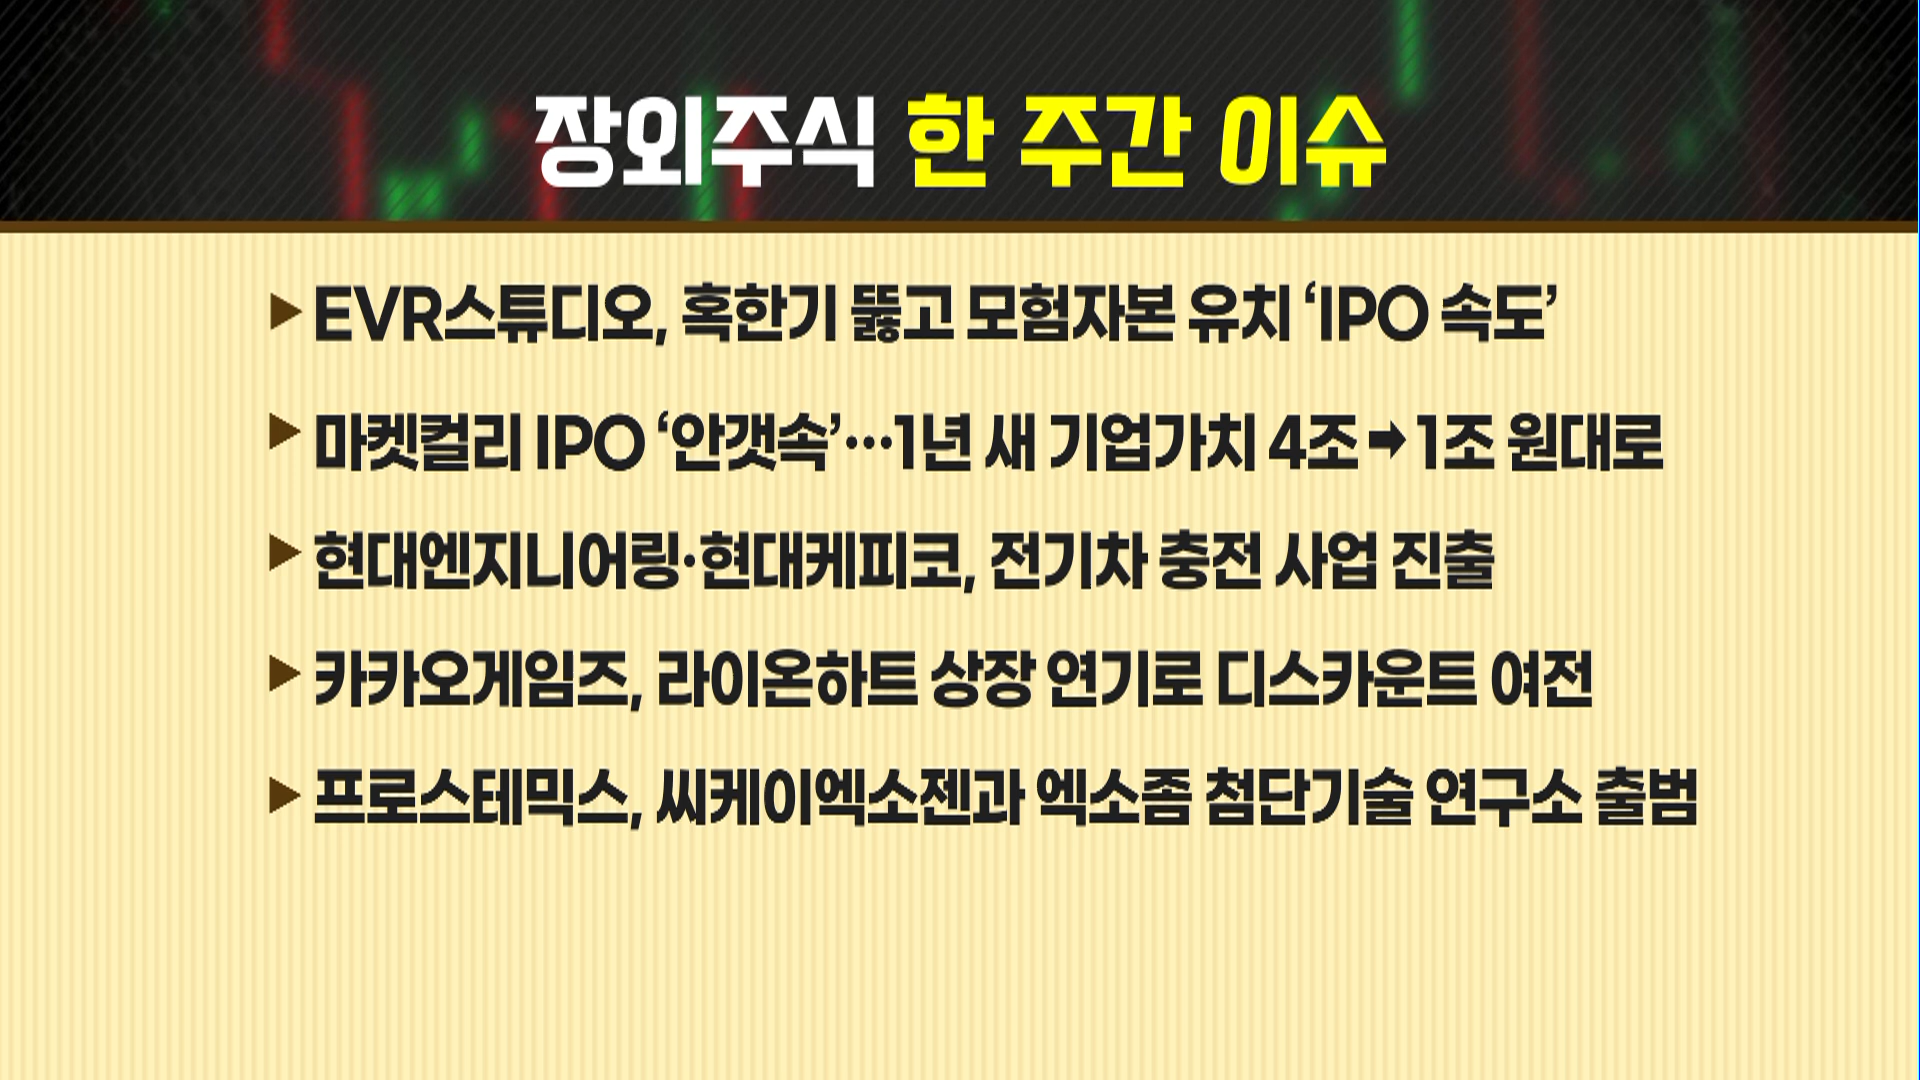 장외주식 한 주간 이슈
▶EVR스튜디오, 혹한기 뚫고 모험자본 유치 ‘IPO 속도’
▶마켓컬리 IPO ‘안갯속’…1년 새 기업가치 4조➡1조 원대로
▶현대엔지니어링·현대케피코, 전기차 충전 사업 진출
▶카카오게임즈, 라이온하트 상장 연기로 디스카운트 여전
▶프로스테믹스, 씨케이엑소젠과 엑소좀 첨단기술 연구소 출범